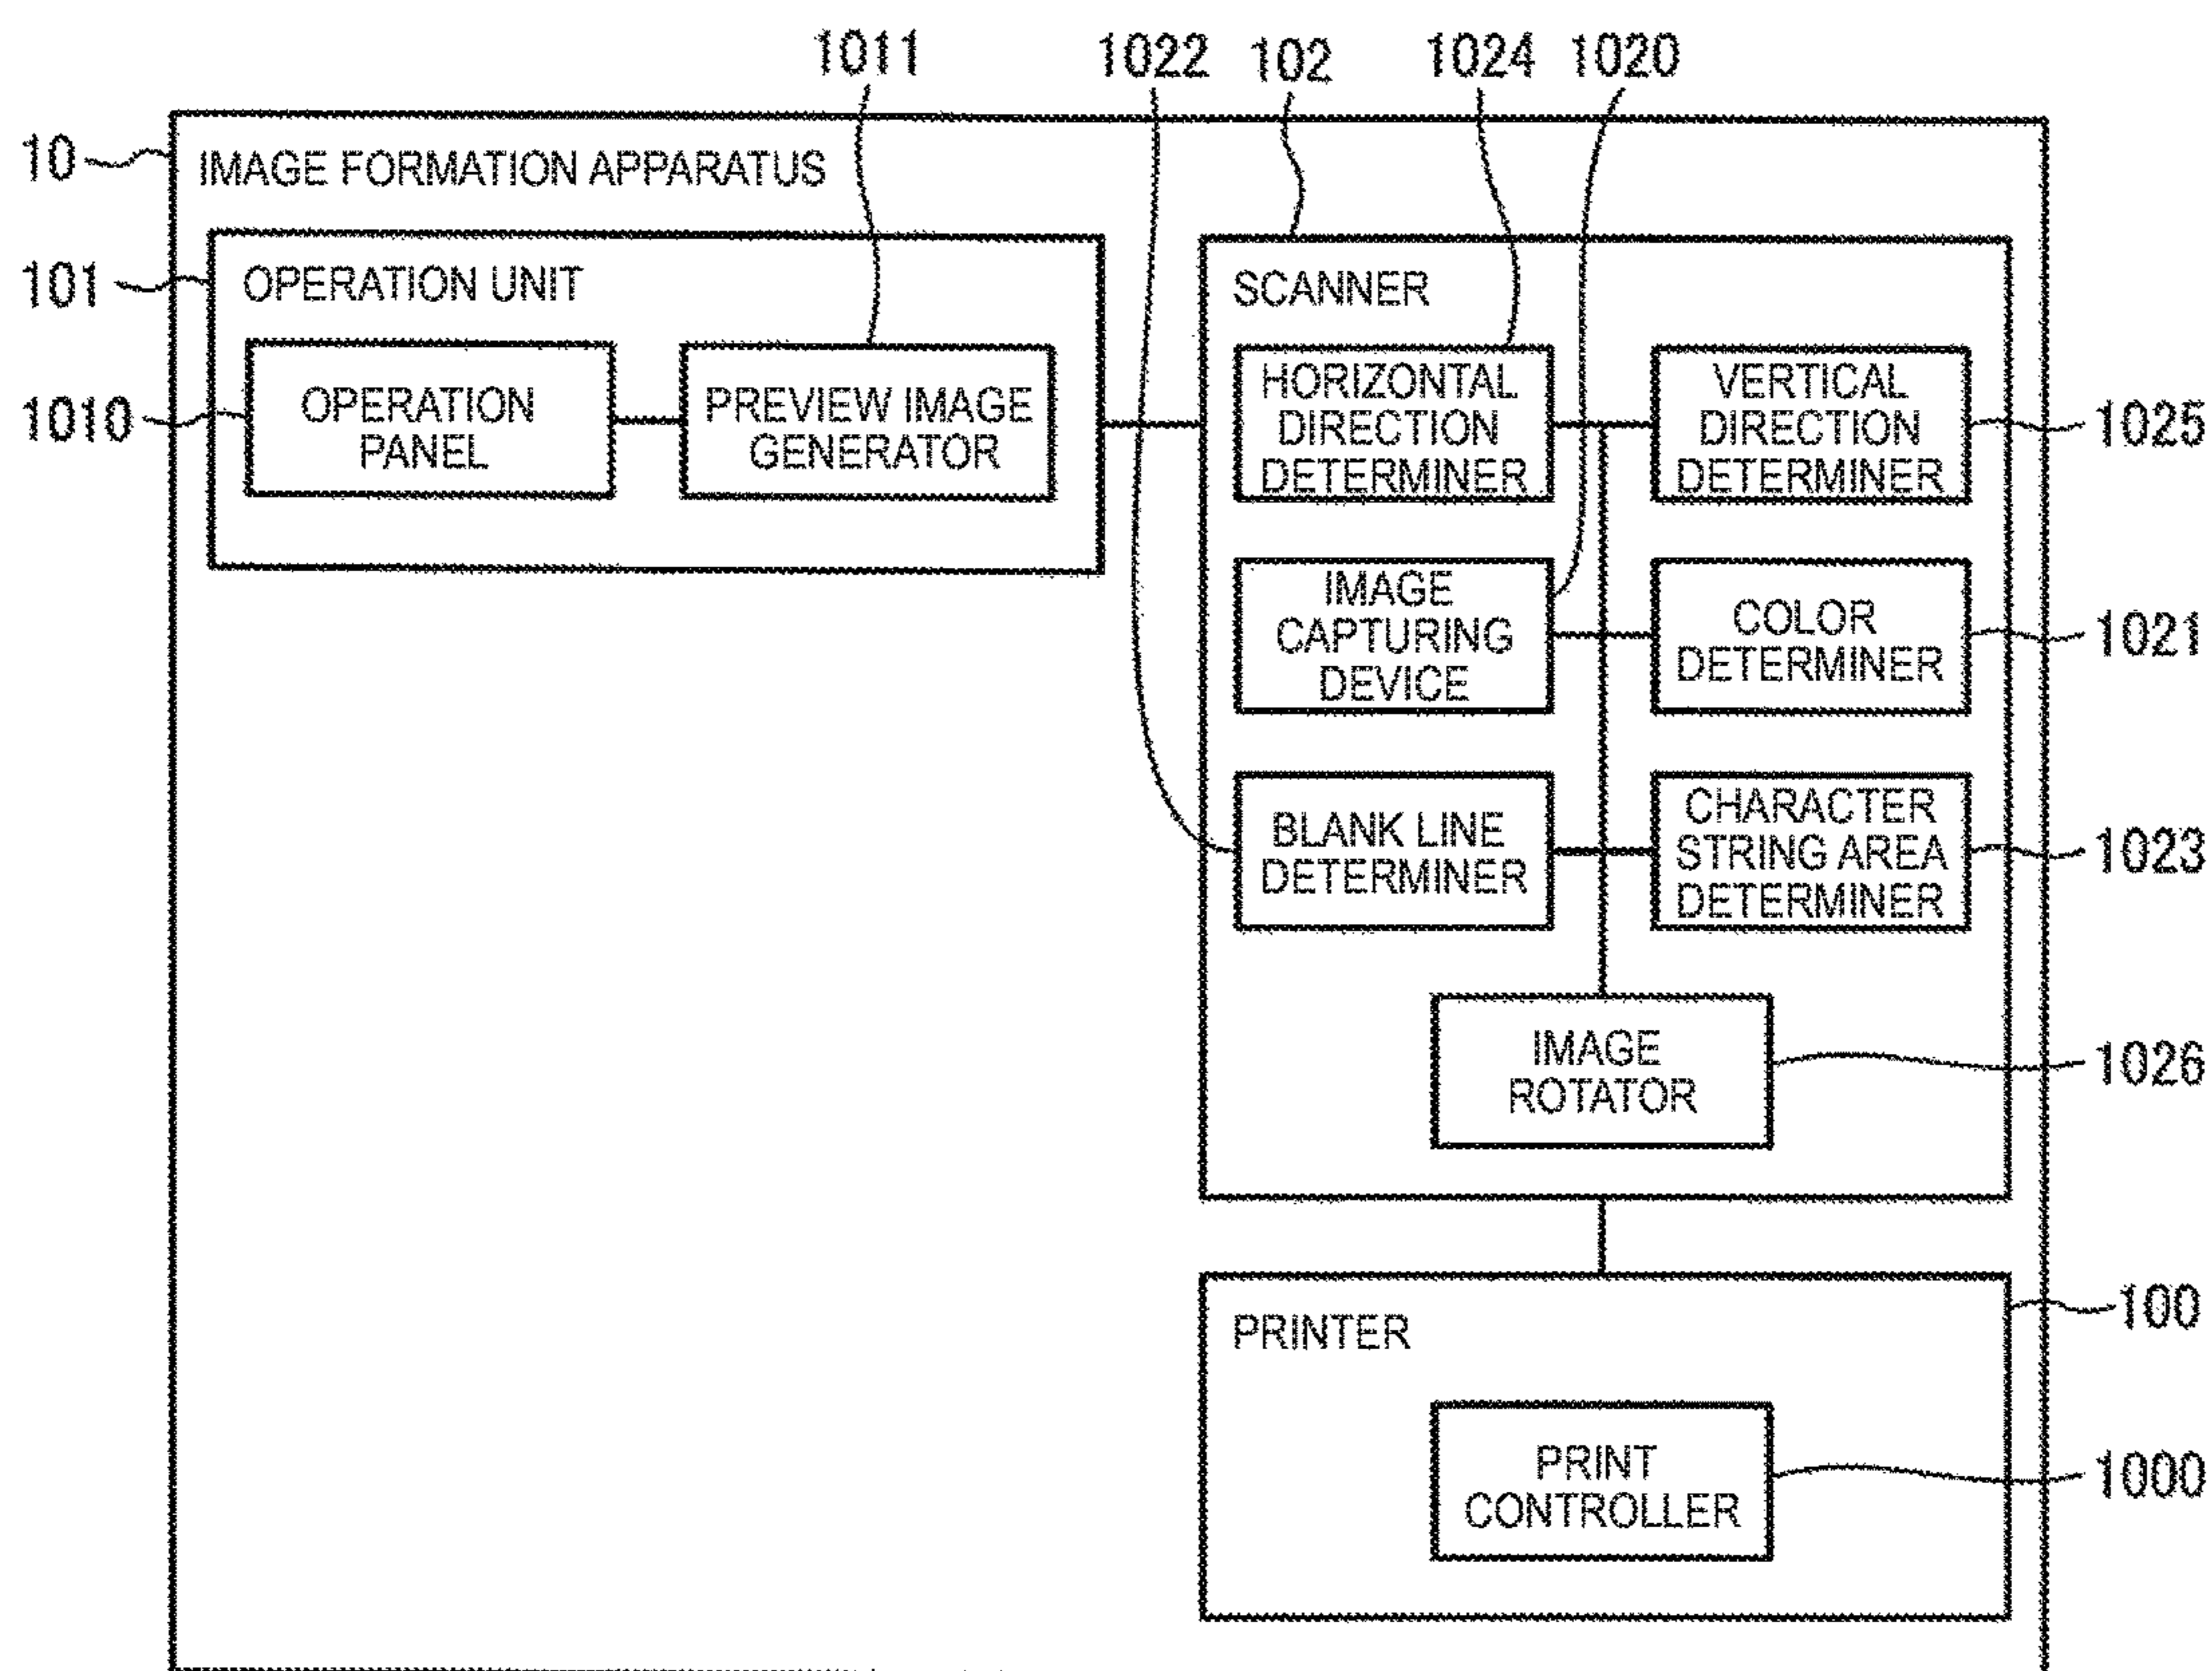 1011
1022
102
1024
1020
10
IMAGE FORMATION APPARATUS
101
OPERATION UNIT
SCANNER
1010
OPERATION
PANEL
PREVIEW IMAGE
GENERATOR
HORIZONTAL
DIRECTION
DETERMINER
VERTICAL
DIRECTION
DETERMINER
1025
IMAGE
CAPTURING
DEVICE
COLOR
DETERMINER
1021
BLANK LINE
DETERMINER
CHARACTER
STRING AREA
DETERMINER
1023
IMAGE
ROTATOR
1026
PRINTER
100
PRINT
CONTROLLER
1000